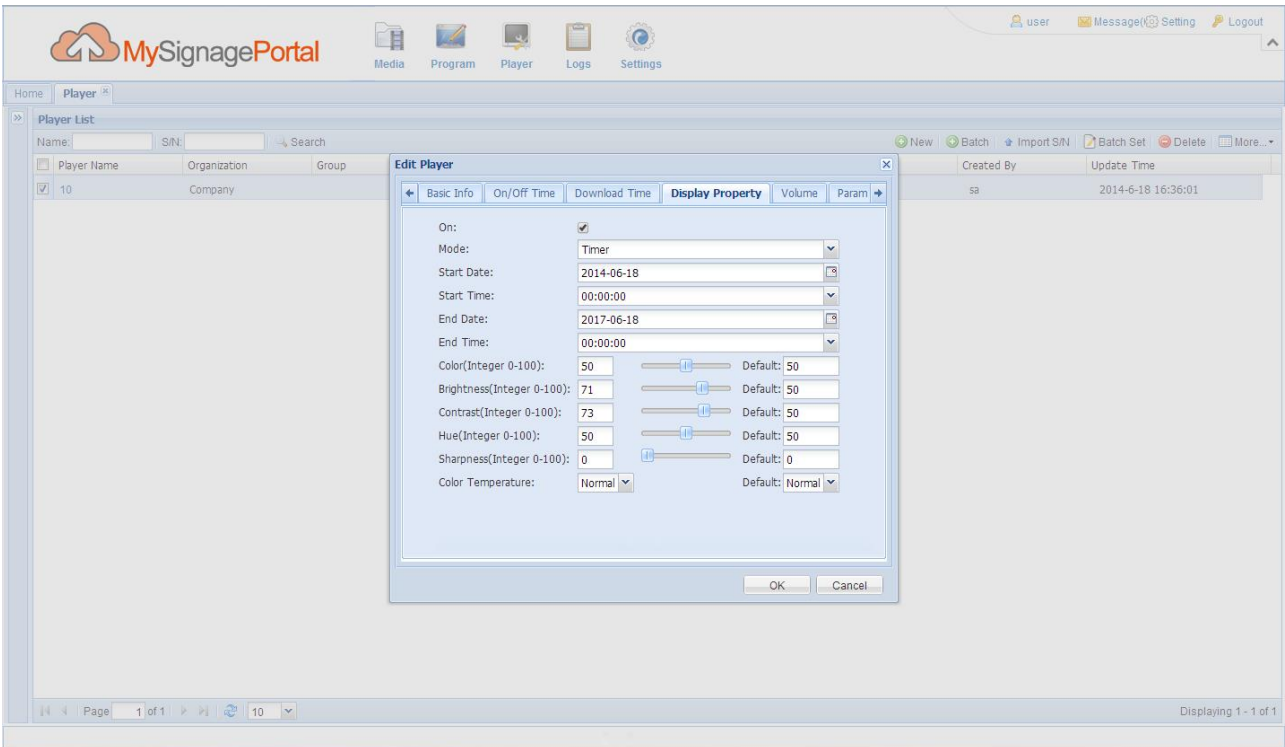 user Message( Setting Logout
MySignagePortal
Media Program Player Logs Settings
Home Player
Player List
Name: S/N: Search New Batch Import S/N Batch Set Delete More...
Player Name Organization Group Created By Update Time
10 Company sa 2014-6-18 16:36:01
Edit Player
Basic Info On/Off Time Download Time Display Property Volume Param
On:
Mode: Timer
Start Date: 2014-06-18
Start Time: 00:00:00
End Date: 2017-06-18
End Time: 00:00:00
Color(Integer 0-100): 50 Default: 50
Brightness(Integer 0-100): 71 Default: 50
Contrast(Integer 0-100): 73 Default: 50
Hue(Integer 0-100): 50 Default: 50
Sharpness(Integer 0-100): 0 Default: 0
Color Temperature: Normal Default: Normal
OK Cancel
Page 1 of 1 10 Displaying 1 - 1 of 1